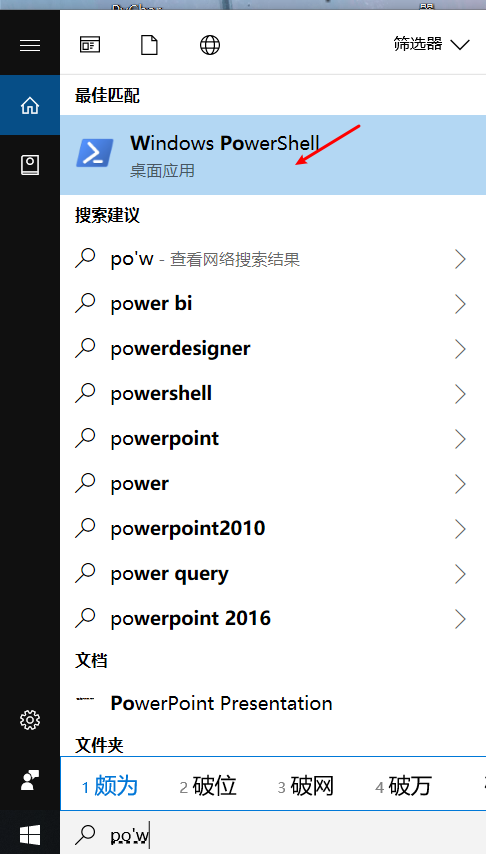 筛选器
最佳匹配
Windows PowerShell
桌面应用
搜索建议
po'w - 查看网络搜索结果
power bi
powerdesigner
powershell
powerpoint
power
powerpoint2010
power query
powerpoint 2016
文档
PowerPoint Presentation
文件夹
1 颇为 2 破位 3 破网 4 破万
po'w